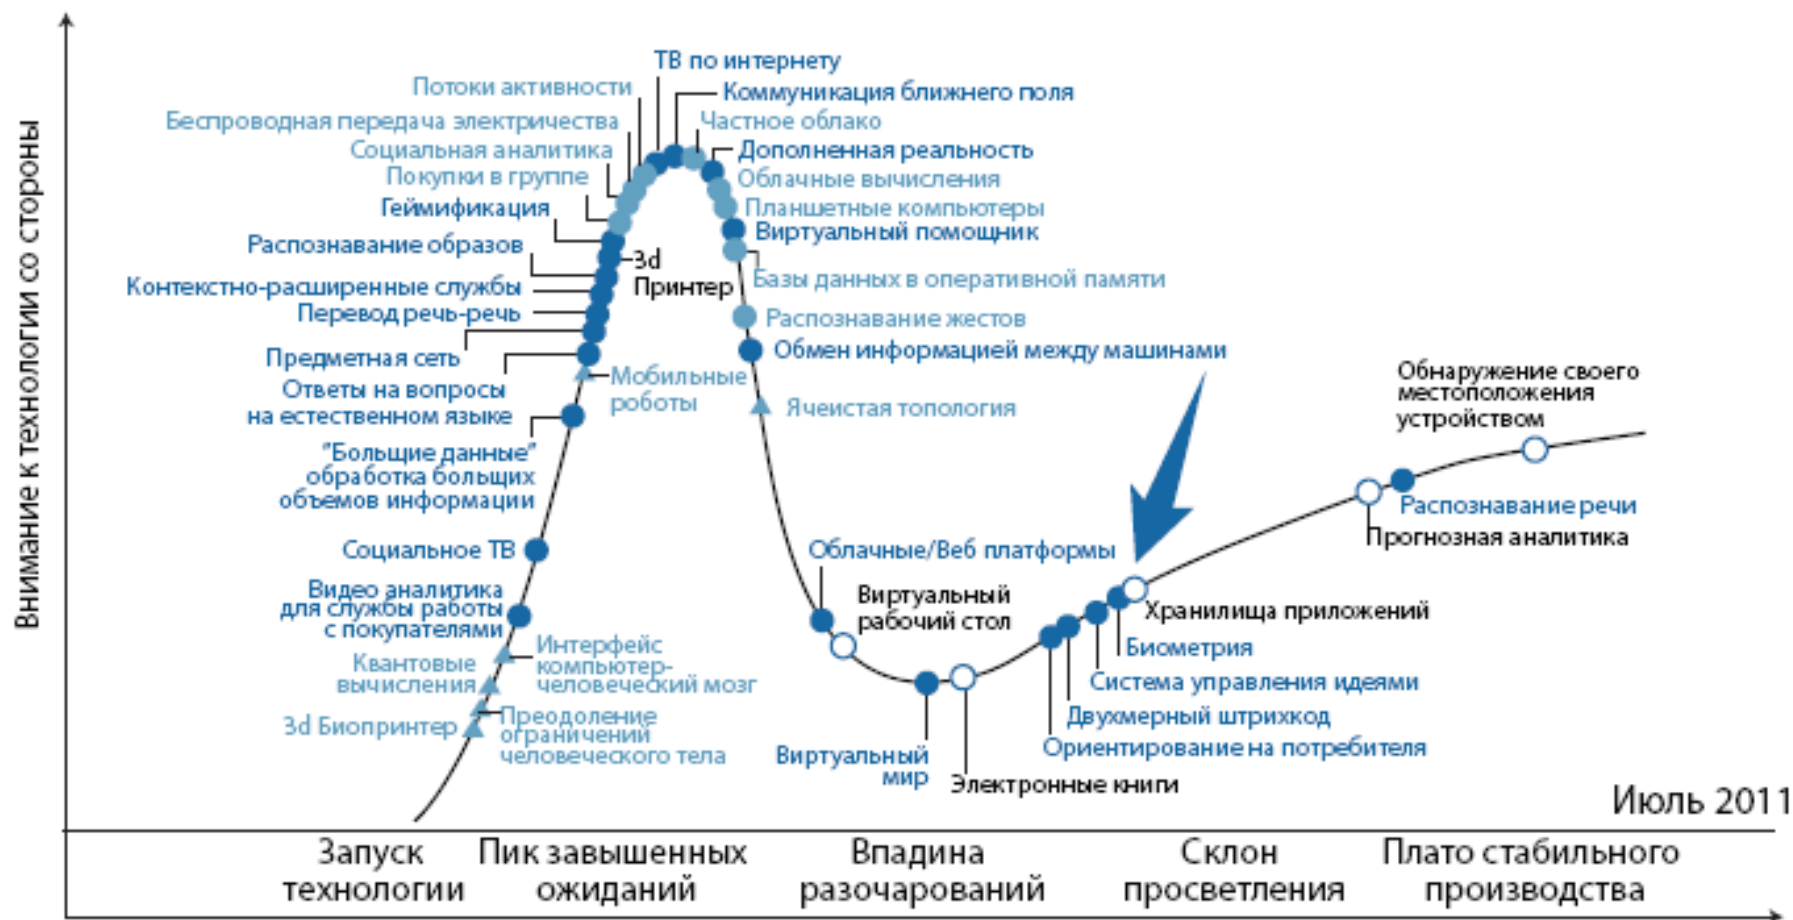 Внимание к технологии со стороны
ТВ по интернету
Потоки активности
Коммуникация ближнего поля
Беспроводная передача электричества
Частное облако
Социальная аналитика
Дополненная реальность
Покупки в группе
Облачные вычисления
Геймификация
Планшетные компьютеры
Виртуальный помощник
Распознавание образов
3d
Принтер
Базы данных в оперативной памяти
Контекстно-расширенные службы
Перевод речь-речь
Распознавание жестов
Предметная сеть
Обмен информацией между машинами
Ответы на вопросы
на естественном языке
Мобильные
роботы
Ячеистая топология
Обнаружение своего
местоположения
устройством
"Большие данные"
обработка больших
объемов информации
Распознавание речи
Прогнозная аналитика
Социальное ТВ
Облачные/Веб платформы
Видео аналитика
для службы работы
с покупателями
Виртуальный
рабочий стол
Хранилища приложений
Биометрия
Интерфейс
компьютер-
человеческий мозг
Квантовые
вычисления
Система управления идеями
Двухмерный штрихкод
3d Биопринтер
Преодоление
ограничений
человеческого тела
Ориентирование на потребителя
Виртуальный
мир
Электронные книги
Июль 2011
Запуск
технологии
Пик завышенных
ожиданий
Впадина
разочарований
Склон
просветления
Плато стабильного
производства